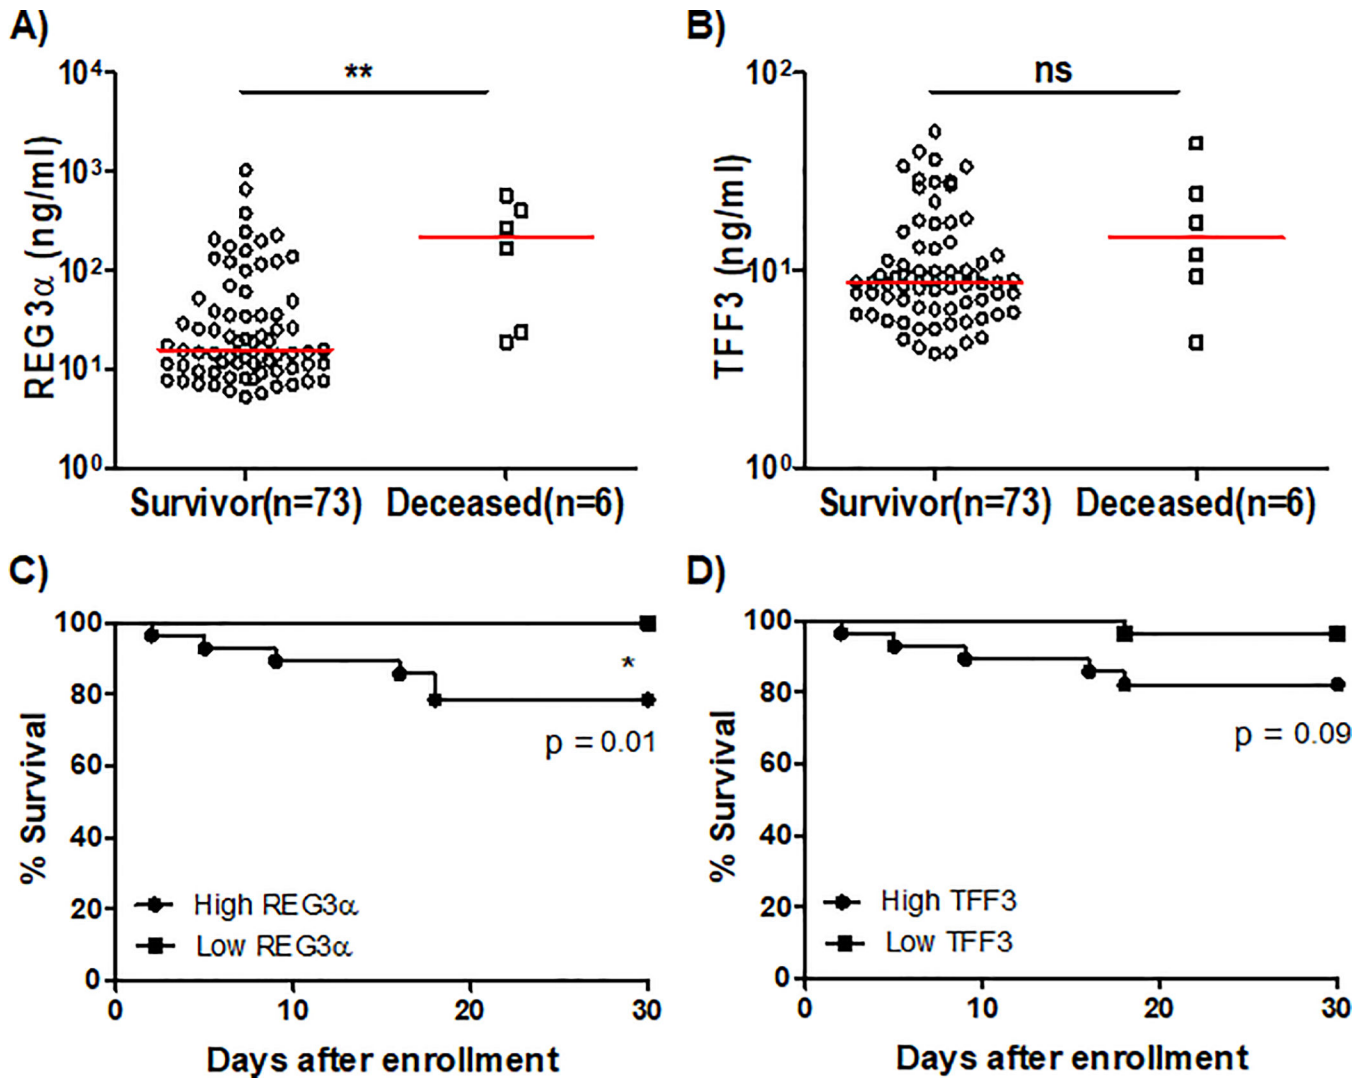 A)
REG3α (ng/ml)
10⁴
10³
10²
10¹
10⁰
**
Survivor(n=73) Deceased(n=6)
B)
TFF3 (ng/ml)
10²
10¹
10⁰
ns
Survivor(n=73) Deceased(n=6)
C)
% Survival
100
80
60
40
20
0
*
p = 0.01
High REG3α
Low REG3α
0 10 20 30
Days after enrollment
D)
% Survival
100
80
60
40
20
0
p = 0.09
High TFF3
Low TFF3
0 10 20 30
Days after enrollment